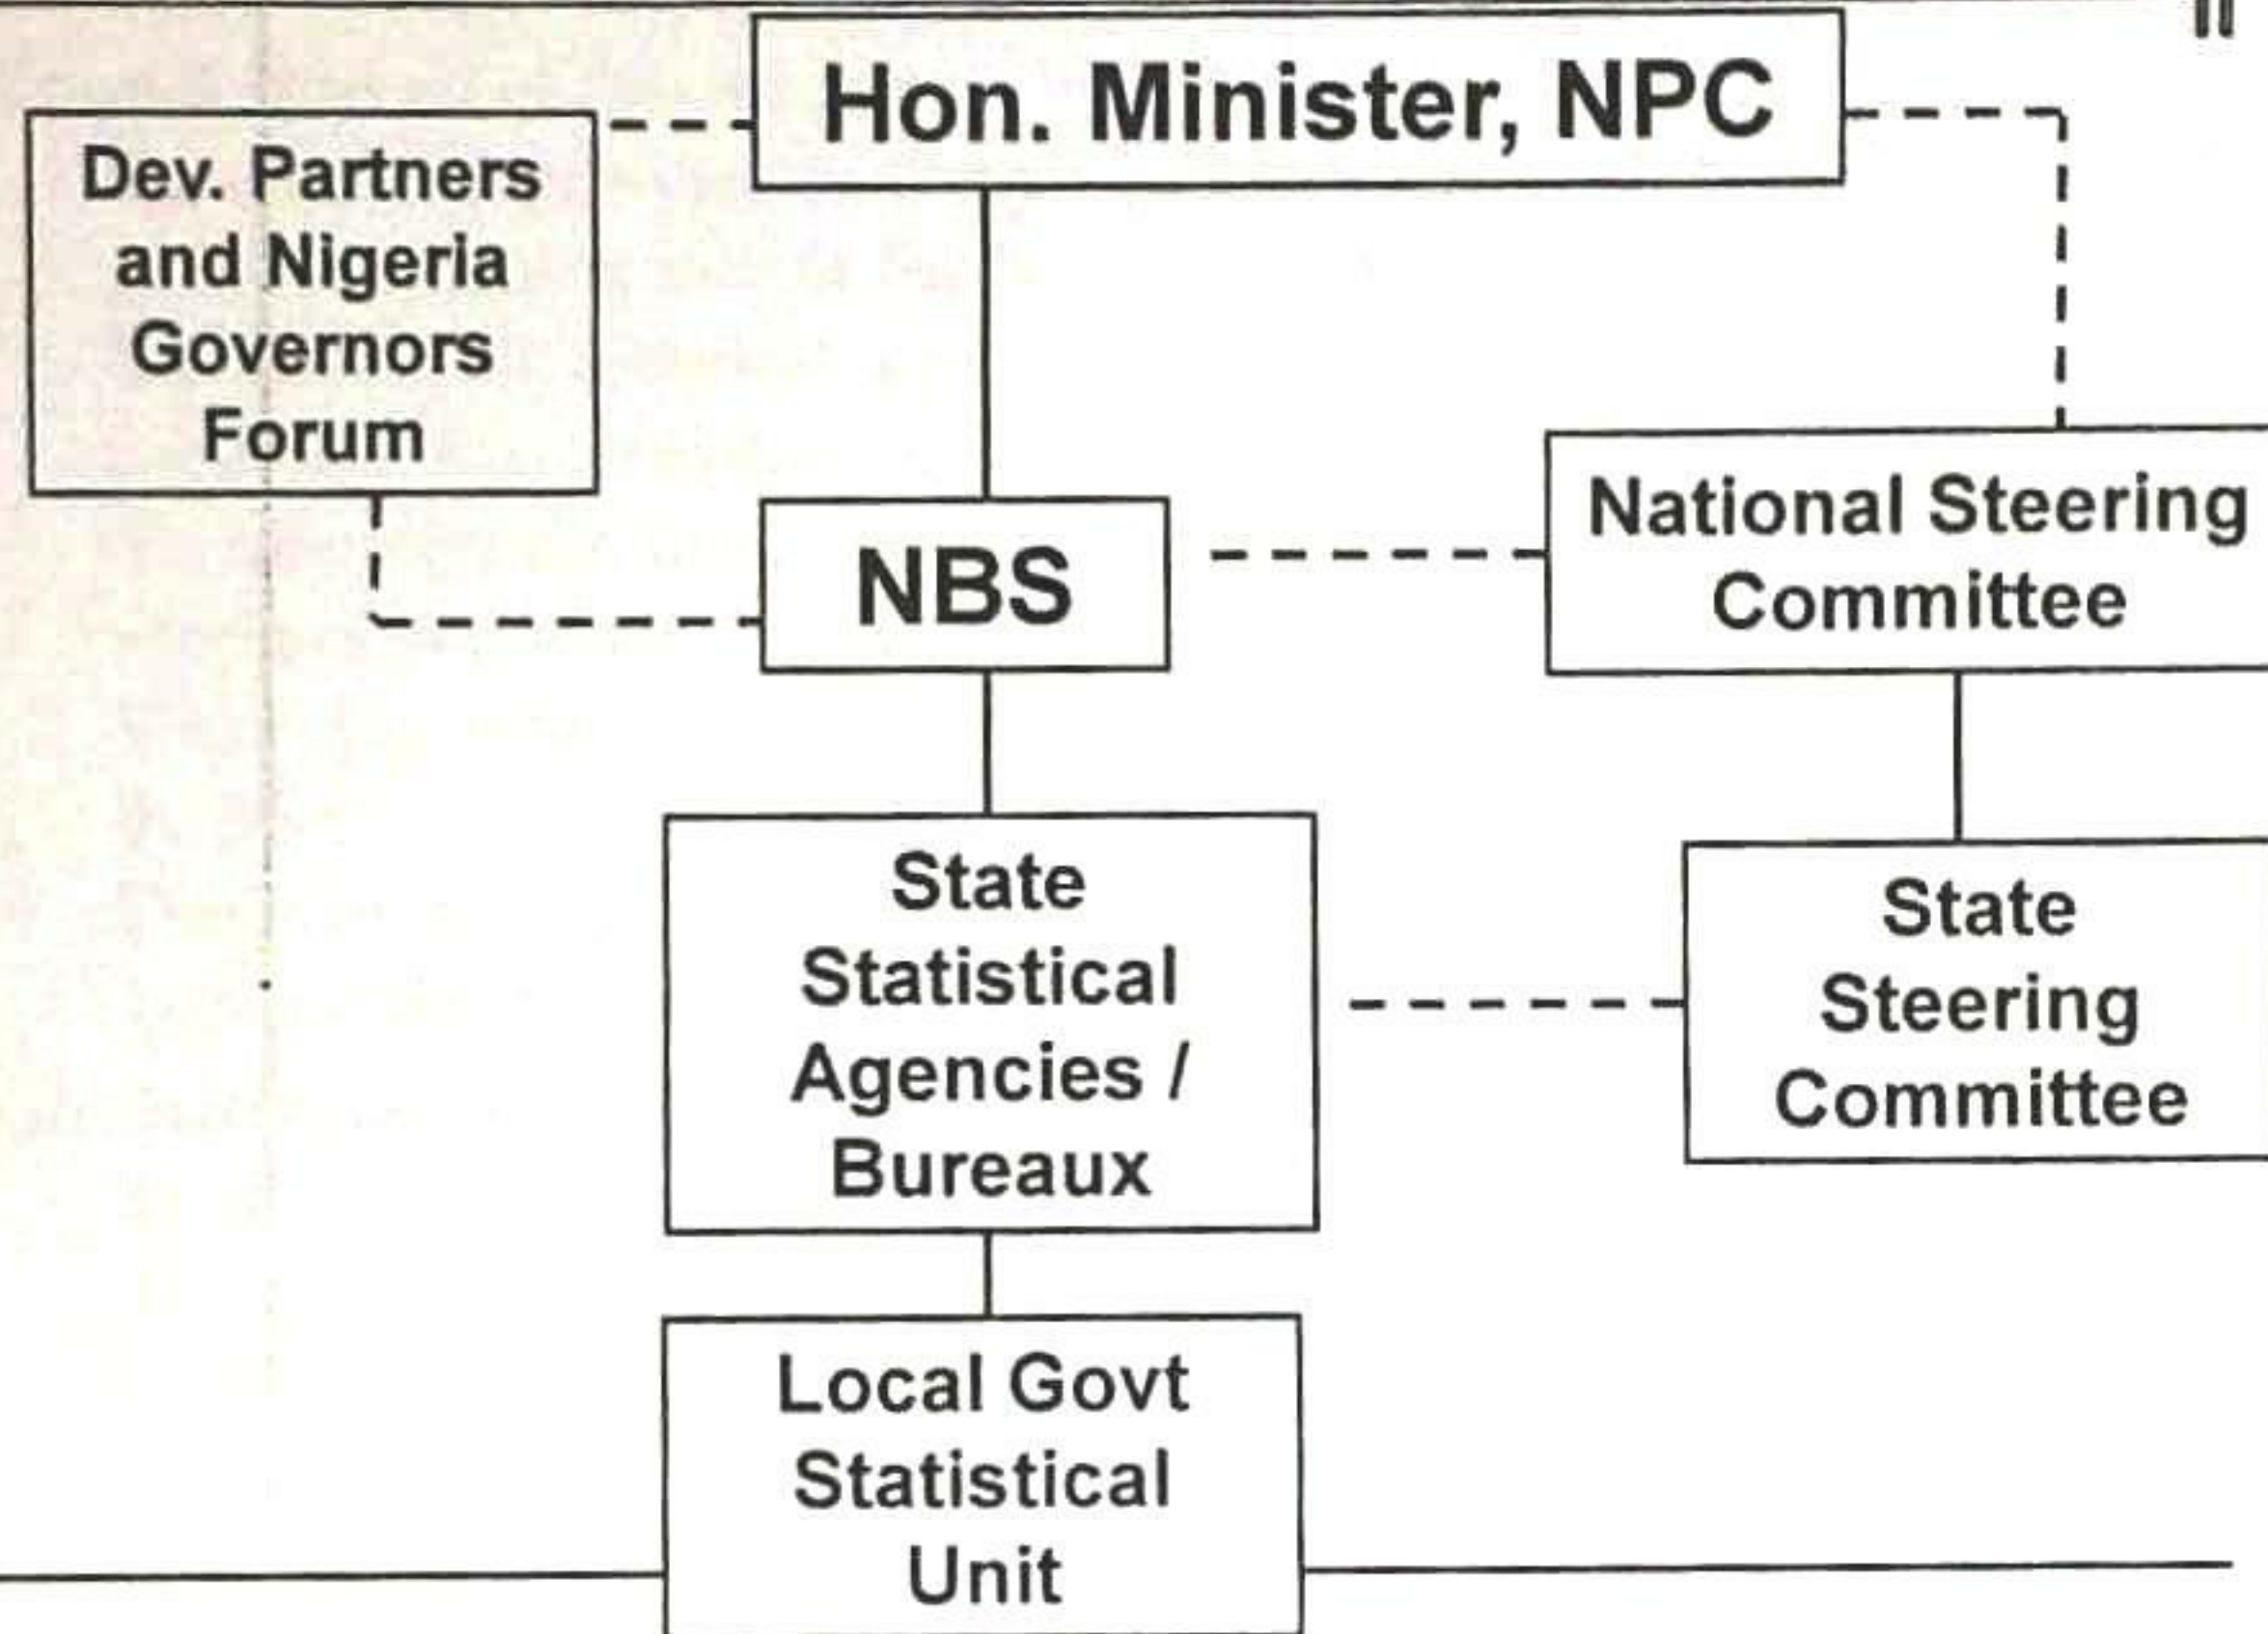 Hon. Minister, NPC
Dev. Partners
and Nigeria
Governors
Forum
NBS
National Steering
Committee
State
Statistical
Agencies /
Bureaux
State
Steering
Committee
Local Govt
Statistical
Unit